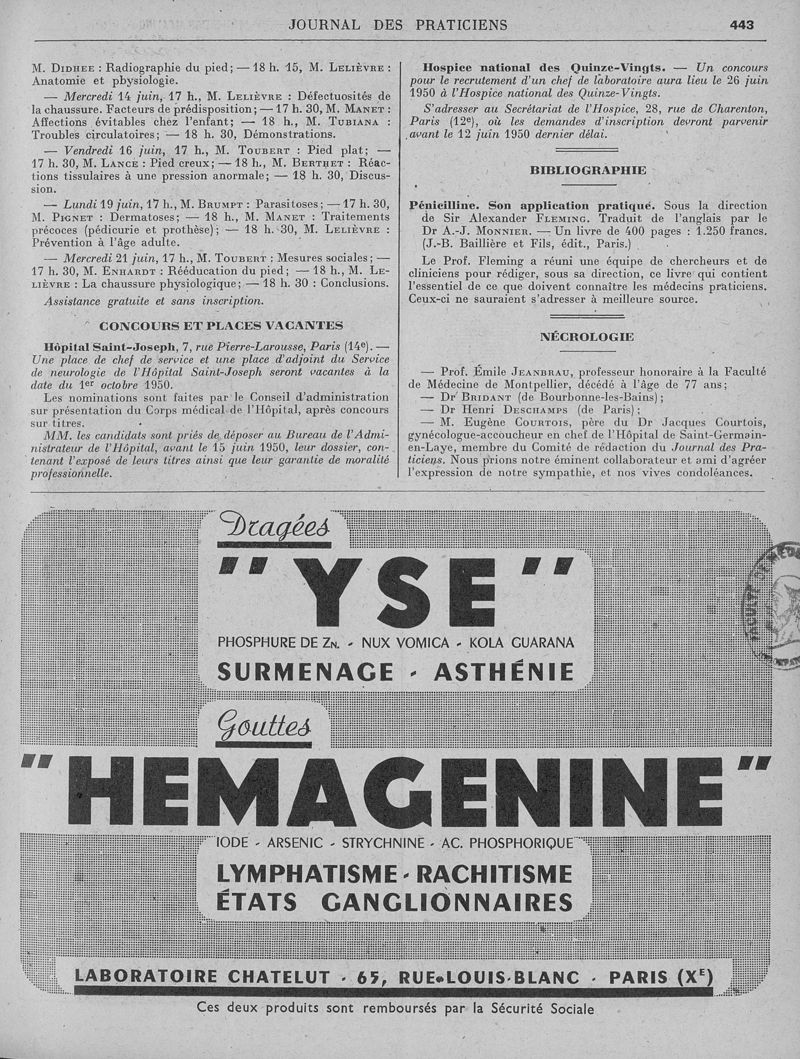 JOURNAL DES PRATICIENS 443
M. DIDHEE : Radiographie du pied; — 18 h. 15, M. LELIÈVRE :
Anatomie et physiologie.
— Mercredi 14 juin, 17 h., M. LELIÈVRE : Défectuosités de
la chaussure. Facteurs de prédisposition; — 17 h. 30, M. MANET :
Affections évitables chez l'enfant; — 18 h., M. TUBIANA :
Troubles circulatoires; — 18 h. 30, Démonstrations.
— Vendredi 16 juin, 17 h., M. TOUBERT : Pied plat; —
17 h. 30, M. LANCE : Pied creux; — 18 h., M. BERTHET : Réac-
tions tissulaires à une pression anormale; — 18 h. 30, Discus-
sion.
— Lundi 19 juin, 17 h., M. BRUMPT : Parasitoses; — 17 h. 30,
M. PIGNET : Dermatoses; — 18 h., M. MANET : Traitements
précoces (pédicurie et prothèse); — 18 h. 30, M. LELIÈVRE :
Prévention à l'âge adulte.
— Mercredi 21 juin, 17 h., M. TOUBERT : Mesures sociales; —
17 h. 30, M. ENHARDT : Rééducation du pied; — 18 h., M. LE-
LIÈVRE : La chaussure physiologique; — 18 h. 30 : Conclusions.
Assistance gratuite et sans inscription.
CONCOURS ET PLACES VACANTES
Hôpital Saint-Joseph, 7, rue Pierre-Larousse, Paris (14e). —
Une place de chef de service et une place d'adjoint du Service
de neurologie de l'Hôpital Saint-Joseph seront vacantes à la
date du 1er octobre 1950.
Les nominations sont faites par le Conseil d'administration
sur présentation du Corps médical de l'Hôpital, après concours
sur titres.
MM. les candidats sont priés de déposer au Bureau de l'Admi-
nistrateur de l'Hôpital, avant le 15 juin 1950, leur dossier, con-
tenant l'exposé de leurs titres ainsi que leur garantie de moralité
professionnelle.
Hospice national des Quinze-Vingts. — Un concours
pour le recrutement d'un chef de laboratoire aura lieu le 26 juin
1950 à l'Hospice national des Quinze-Vingts.
S'adresser au Secrétariat de l'Hospice, 28, rue de Charenton,
Paris (12e), où les demandes d'inscription devront parvenir
avant le 12 juin 1950 dernier délai.
BIBLIOGRAPHIE
Pénicilline. Son application pratiqué. Sous la direction
de Sir Alexander FLEMING. Traduit de l'anglais par le
Dr A.-J. MONNIER. — Un livre de 400 pages : 1.250 francs.
(J.-B. Baillière et Fils, édit., Paris.)
Le Prof. Fleming a réuni une équipe de chercheurs et de
cliniciens pour rédiger, sous sa direction, ce livre qui contient
l'essentiel de ce que doivent connaître les médecins praticiens.
Ceux-ci ne sauraient s'adresser à meilleure source.
NÉCROLOGIE
— Prof. Émile JEANBRAU, professeur honoraire à la Faculté
de Médecine de Montpellier, décédé à l'âge de 77 ans;
— Dr BRIDANT (de Bourbonne-les-Bains);
— Dr Henri DESCHAMPS (de Paris);
— M. Eugène COURTOIS, père du Dr Jacques Courtois,
gynécologue-accoucheur en chef de l'Hôpital de Saint-Germain-
en-Laye, membre du Comité de rédaction du Journal des Pra-
ticiens. Nous prions notre éminent collaborateur et ami d'agréer
l'expression de notre sympathie, et nos vives condoléances.
Dragées
"YSE"
PHOSPHURE DE ZN. - NUX VOMICA - KOLA GUARANA
SURMENAGE - ASTHÉNIE
Gouttes
"HEMAGENINE"
IODE - ARSENIC - STRYCHNINE - AC. PHOSPHORIQUE
LYMPHATISME - RACHITISME
ÉTATS GANGLIONNAIRES
LABORATOIRE CHATELUT - 65, RUE LOUIS-BLANC - PARIS (XE)
Ces deux produits sont remboursés par la Sécurité Sociale
FACULTÉ DE MÉDE